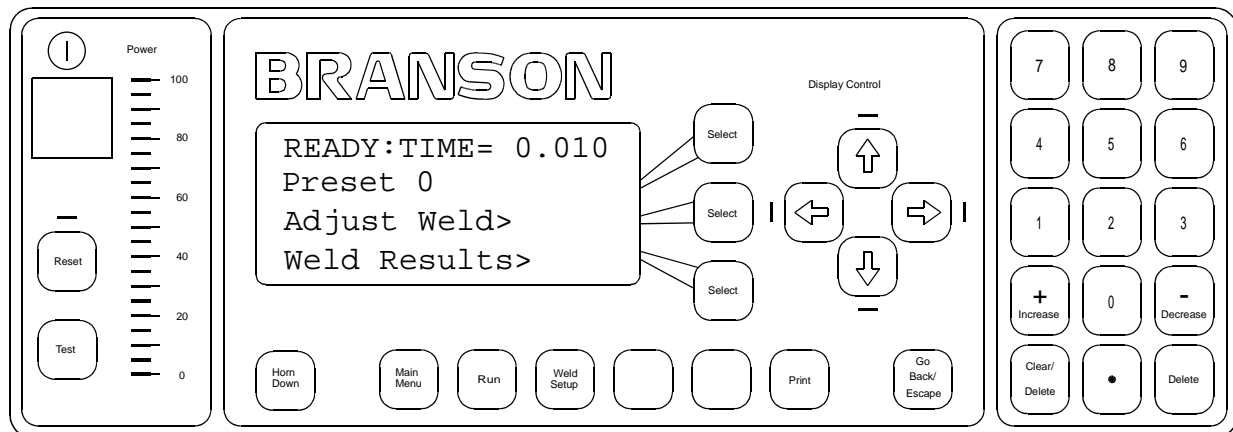 Power
100
80
60
40
20
0
Reset
Test
BRANSON
READY:TIME= 0.010
Preset 0
Adjust Weld>
Weld Results>
Select
Select
Select
Display Control
Horn
Down
Main
Menu
Run
Weld
Setup
Print
Go
Back/
Escape
7 8 9
4 5 6
1 2 3
+
Increase
0
-
Decrease
Clear/
Delete
•
Delete